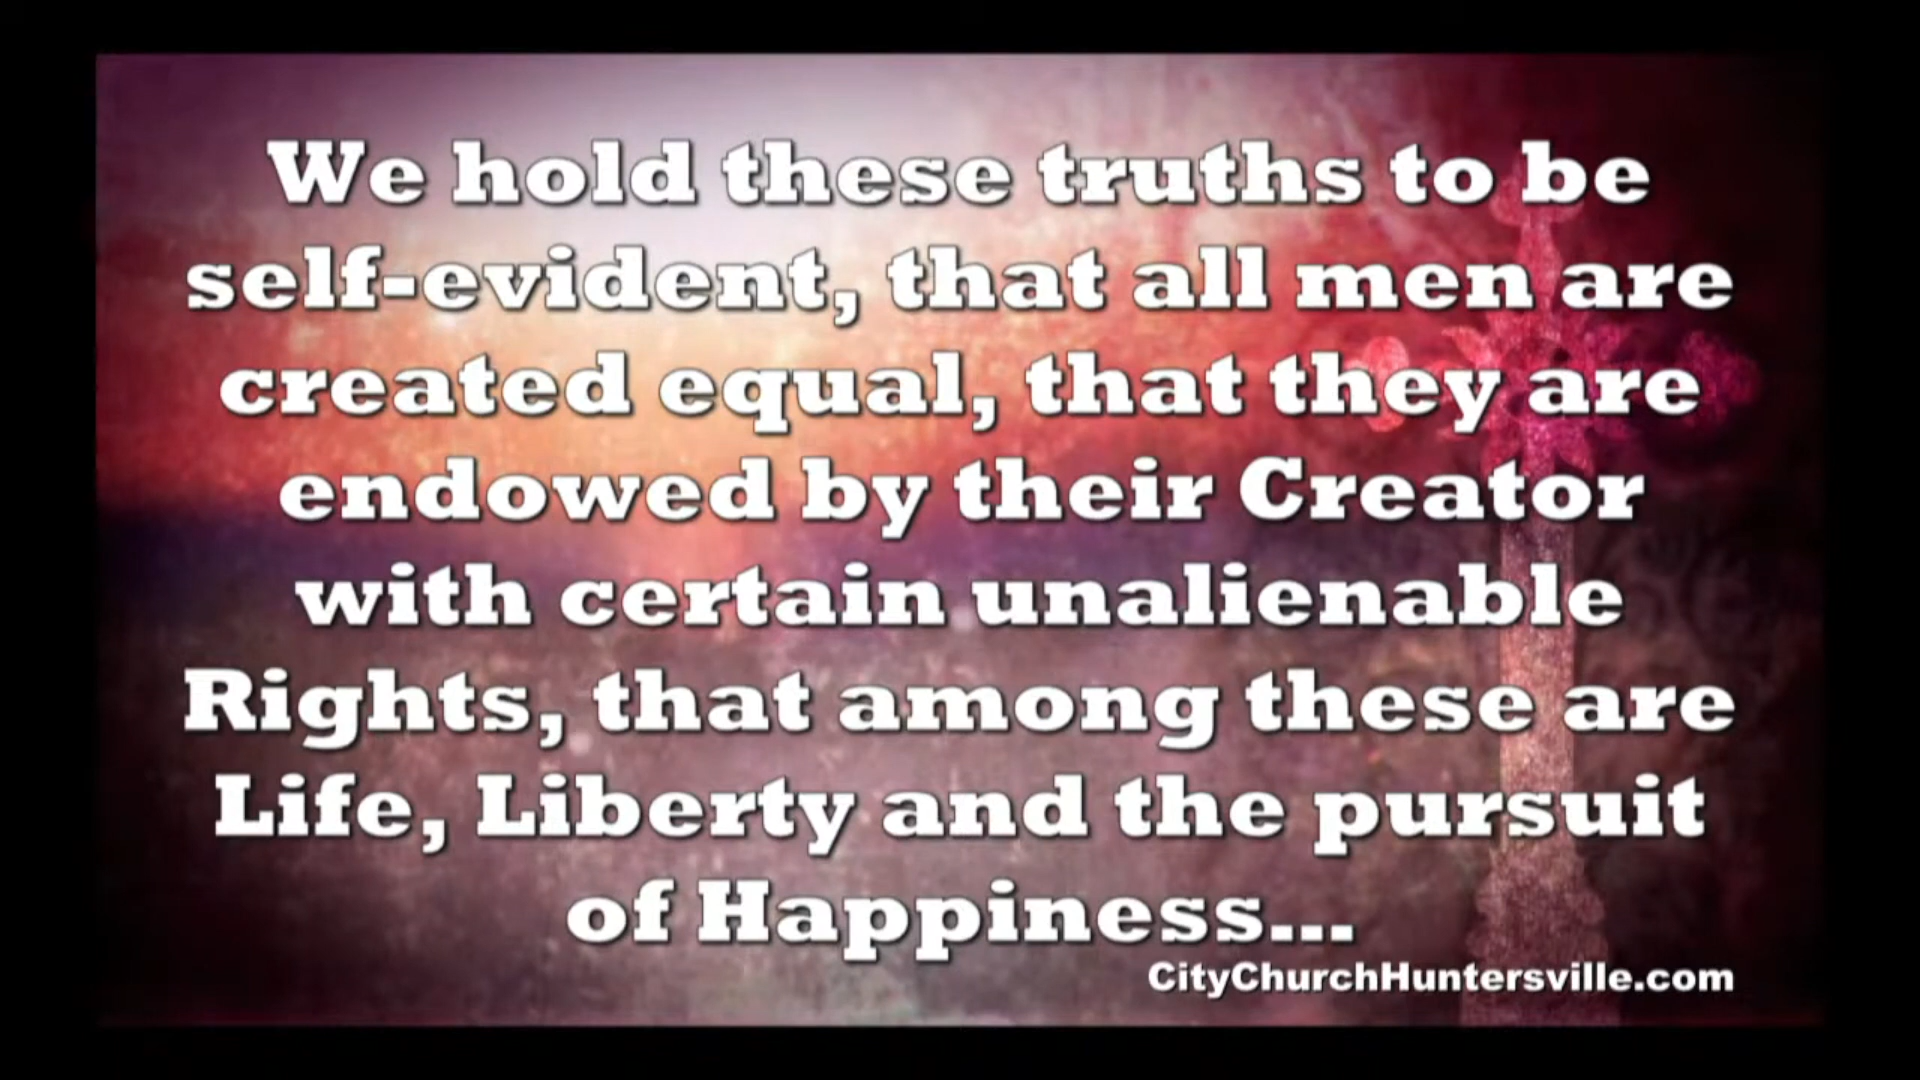 We hold these truths to be
self-evident, that all men are
created equal, that they are
endowed by their Creator
with certain unalienable
Rights, that among these are
Life, Liberty and the pursuit
of Happiness...
CityChurchHuntersville.com